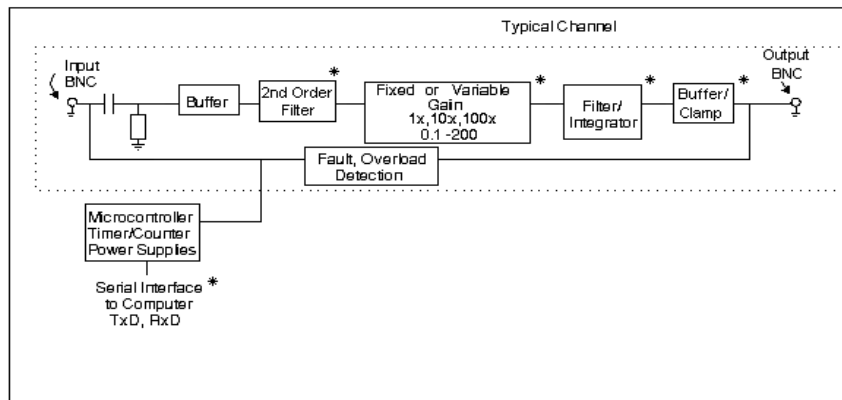 Typical Channel
Input
BNC
Buffer
*
2nd Order
Filter
*
Fixed or Variable
Gain
1x,10x,100x
0.1 -200
*
Filter/
Integrator
*
Buffer/
Clamp
Output
BNC
Fault, Overload
Detection
Microcontroller
Timer/Counter
Power Supplies
Serial Interface *
to Computer
TxD, RxD